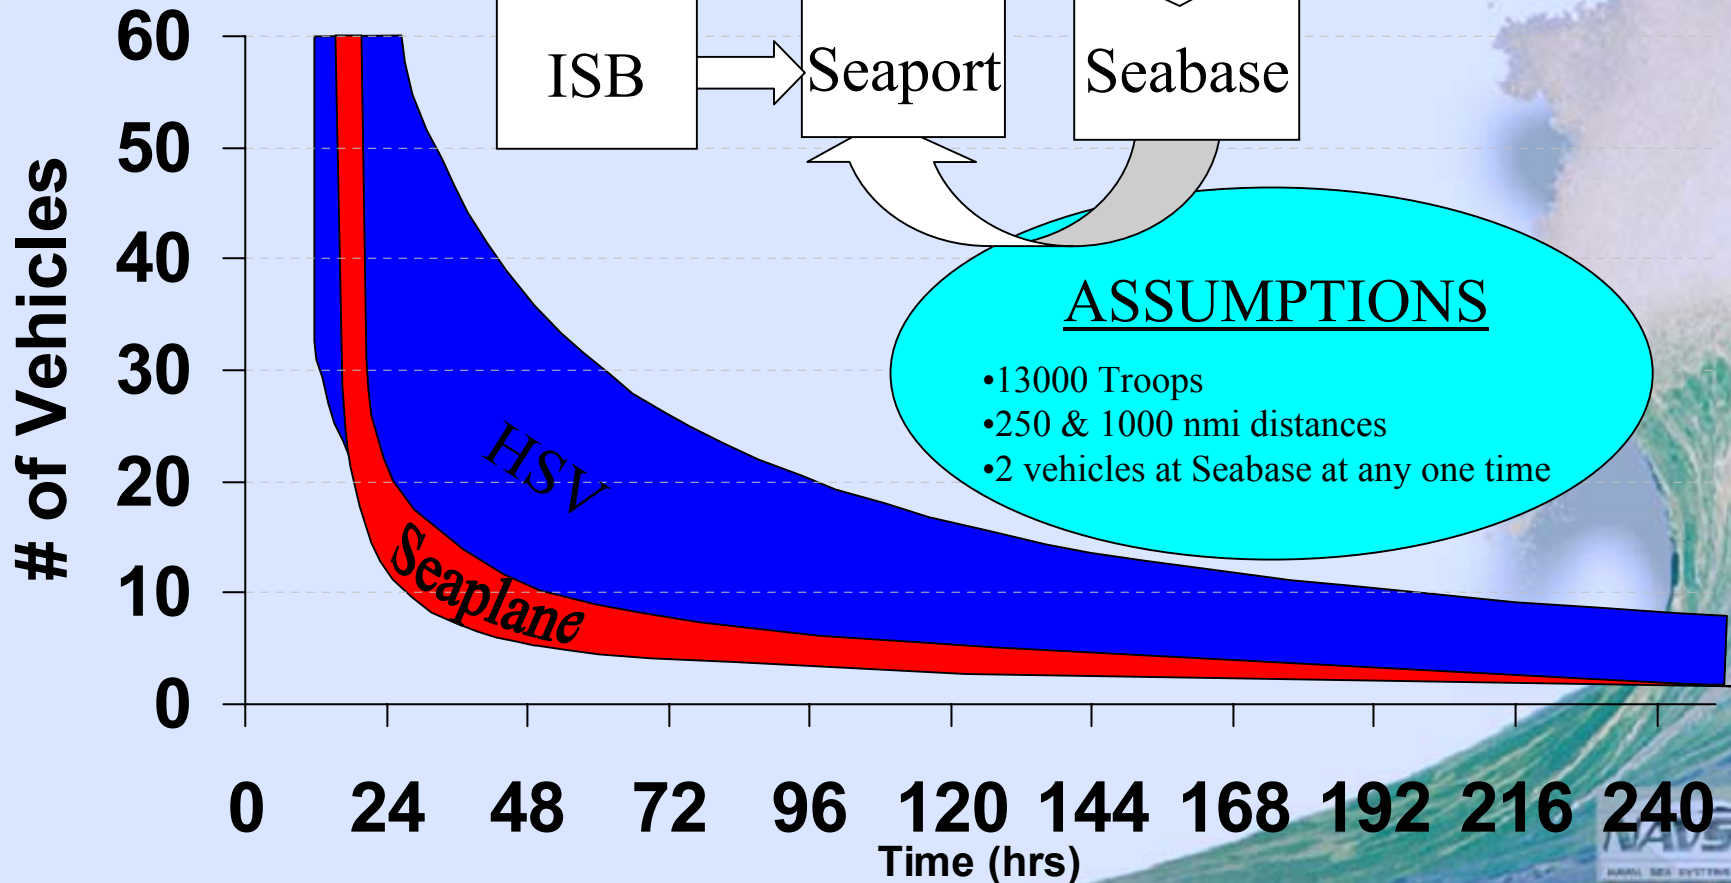 ISB
Seaport
Seabase
60
50
40
30
20
10
0
# of Vehicles
ASSUMPTIONS
•13000 Troops
•250 & 1000 nmi distances
•2 vehicles at Seabase at any one time
HSV
Seaplane
0 24 48 72 96 120 144 168 192 216 240
Time (hrs)
NAVS